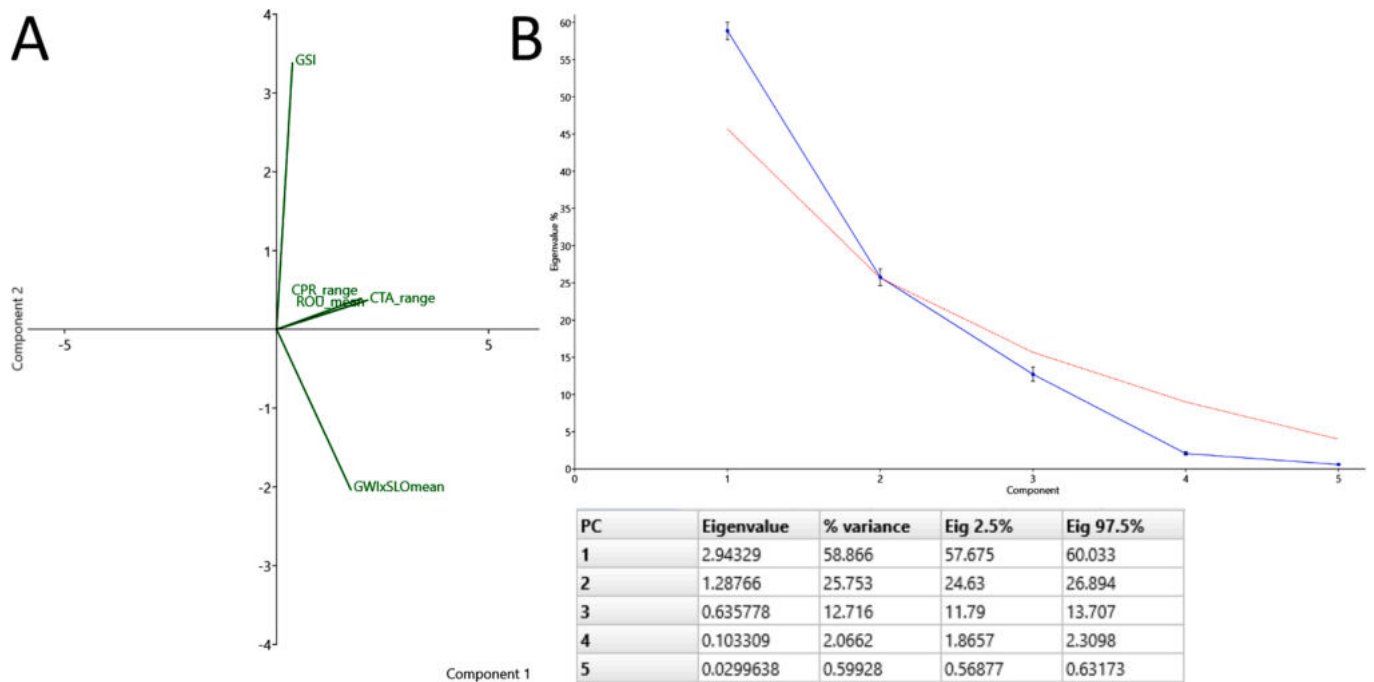 A
4
GSI
3
2
1
CPR_range
ROU_mean
CTA_range
-5
5
Component 2
-1
-2
GWIxSLOmean
-3
-4
Component 1
B
60
55
50
45
40
35
30
25
20
15
10
5
0
Eigenvalue %
0 1 2 3 4 5
Component
PC Eigenvalue % variance Eig 2.5% Eig 97.5%
1 2.94329 58.866 57.675 60.033
2 1.28766 25.753 24.63 26.894
3 0.635778 12.716 11.79 13.707
4 0.103309 2.0662 1.8657 2.3098
5 0.0299638 0.59928 0.56877 0.63173